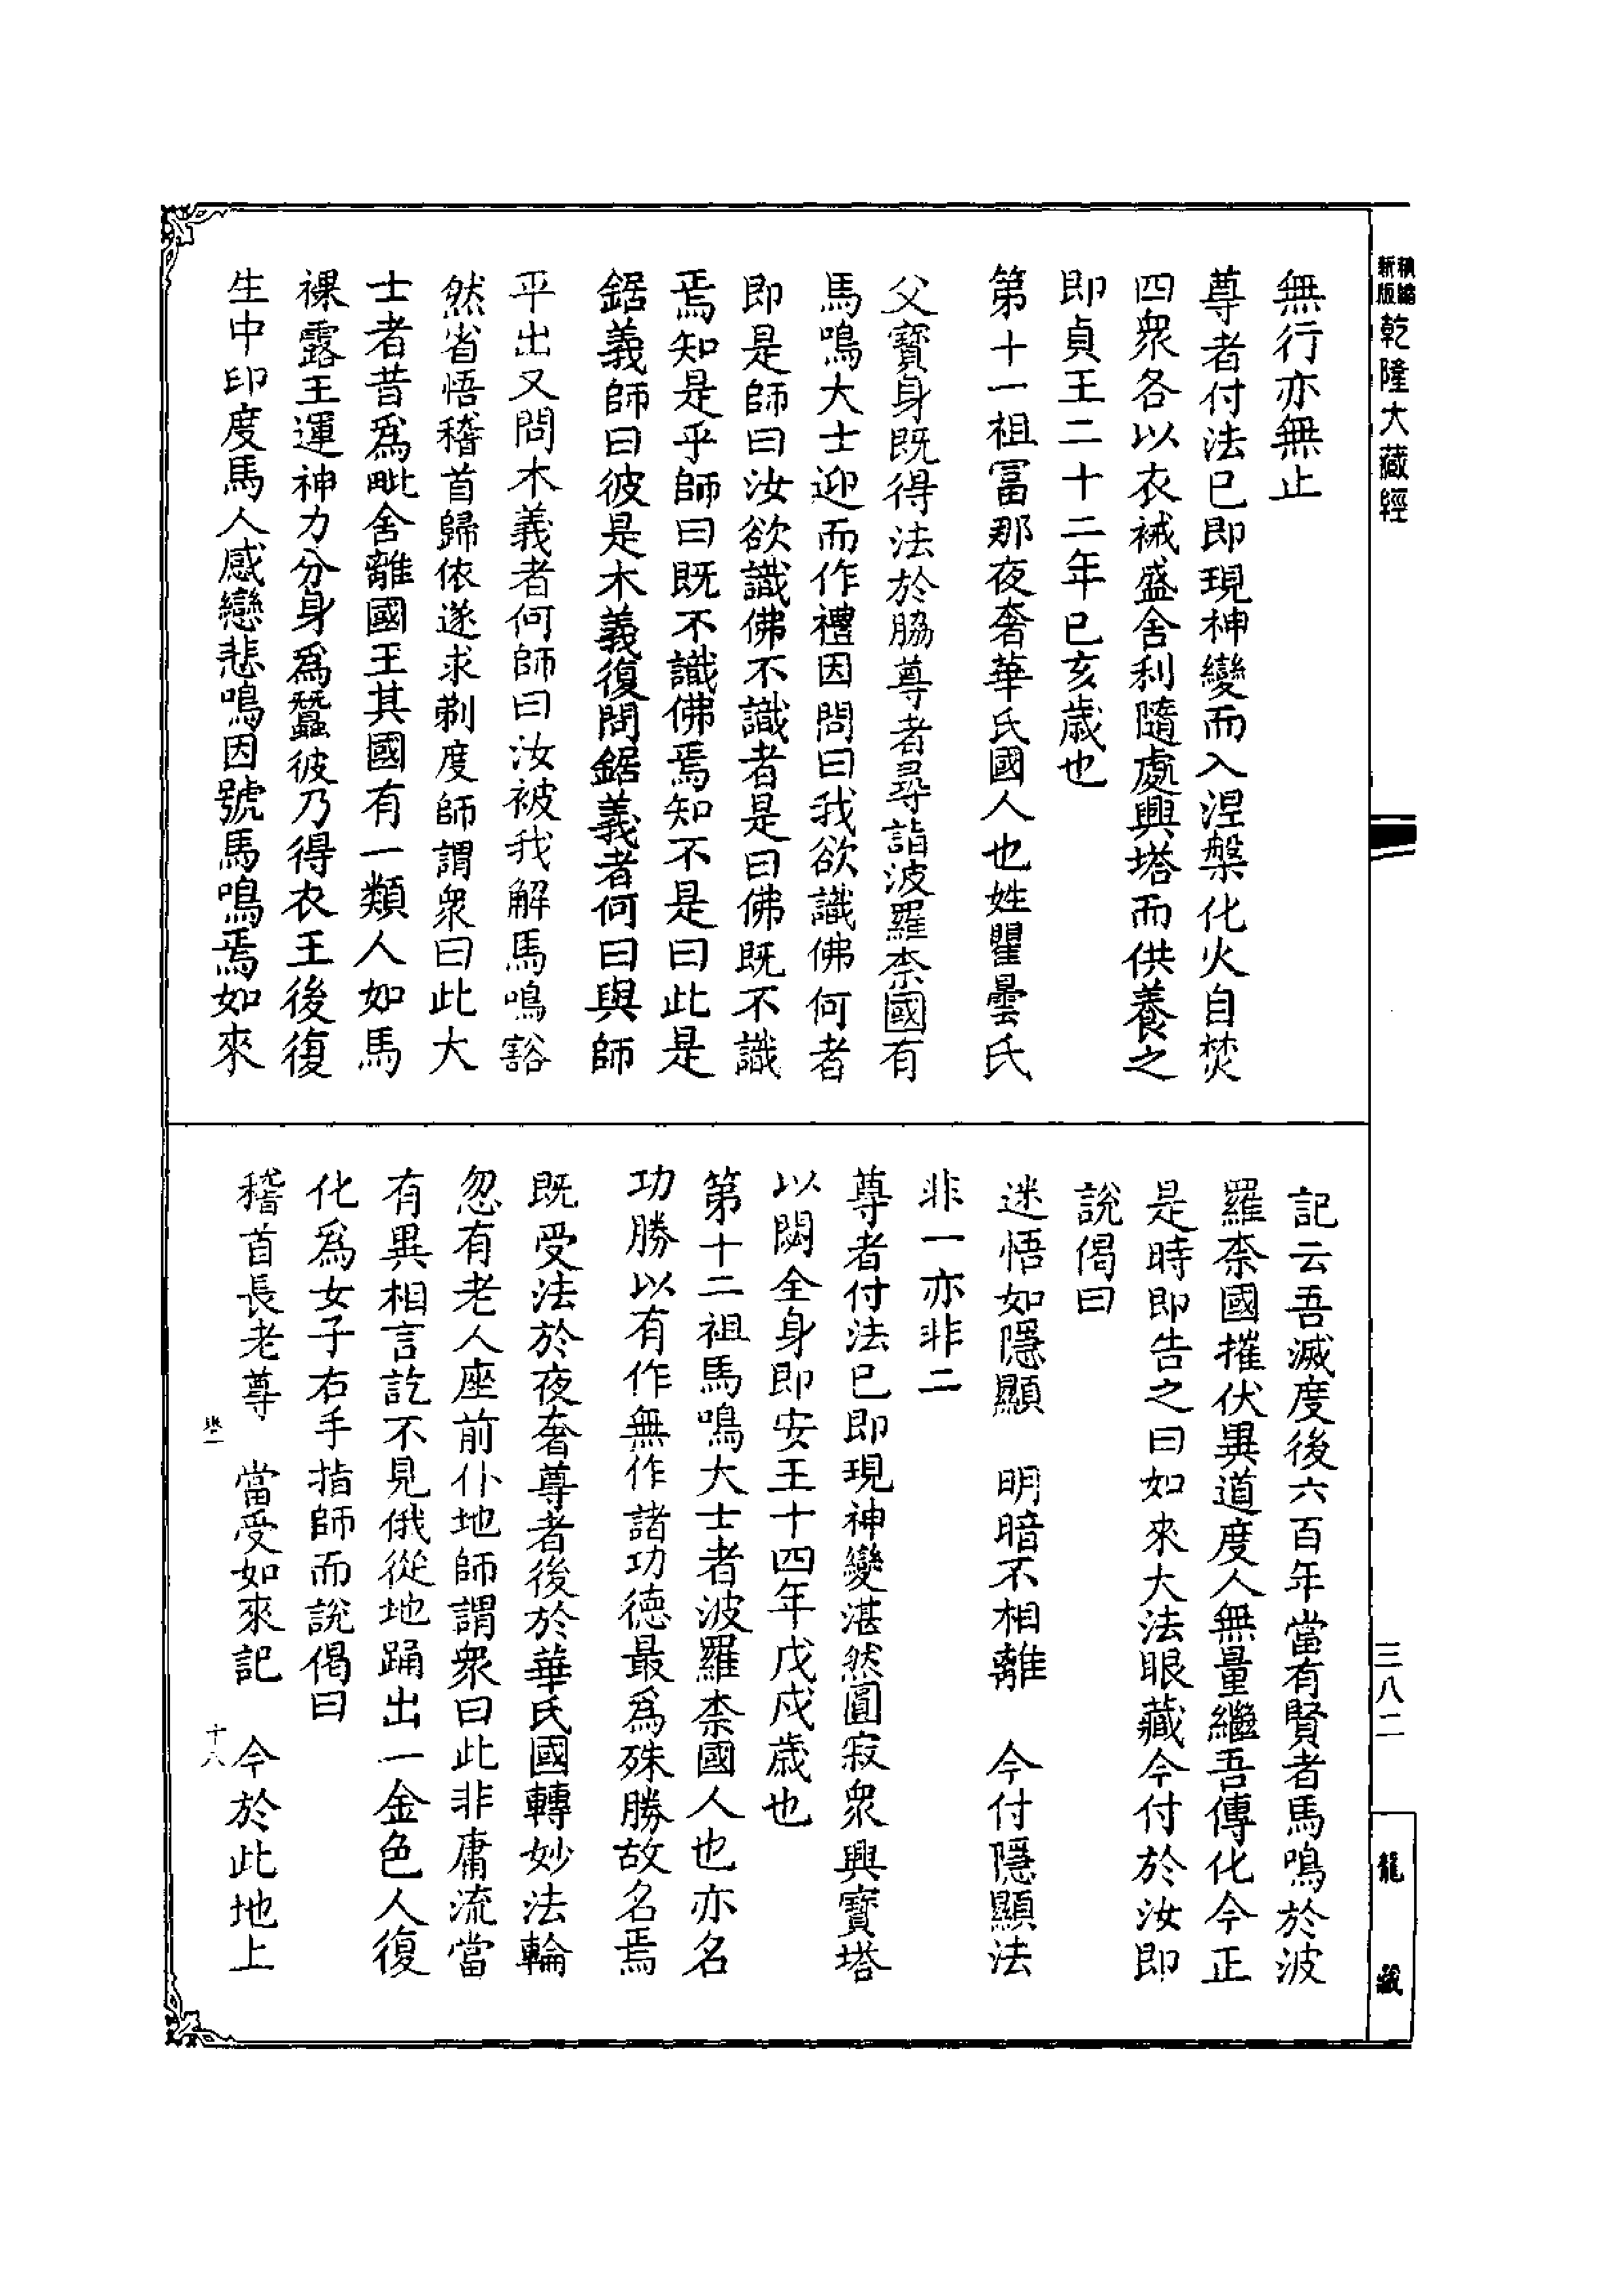 精縮
新版
乾隆大藏經
三八二
龍藏
無行亦無止
尊者付法已即現神變而入涅槃化火自焚
四衆各以衣裓盛舍利隨處興塔而供養之
即貞王二十二年已亥歲也
第十一祖冨那夜奢華氏國人也姓瞿曇氏
父寶身既得法於脇尊者尋詣波羅柰國有
馬鳴大士迎而作禮因問曰我欲識佛何者
即是師曰汝欲識佛不識者是曰佛既不識
焉知是乎師曰既不識佛焉知不是曰此是
鋸義師曰彼是木義復問鋸義者何曰與師
平出又問木義者何師曰汝被我解馬鳴豁
然省悟稽首歸依遂求剃度師謂衆曰此大
士者昔爲毗舍離國王其國有一類人如馬
裸露王運神力分身爲蠶彼乃得衣王後復
生中印度馬人感戀悲鳴因號馬鳴焉如來
記云吾滅度後六百年當有賢者馬鳴於波
羅柰國摧伏異道度人無量繼吾傳化今正
是時即告之曰如來大法眼藏今付於汝即
說偈曰
迷悟如隱顯 明暗不相離 今付隱顯法
非一亦非二
尊者付法已即現神變湛然圓寂衆興寶塔
以閟全身即安王十四年戊戌歲也
第十二祖馬鳴大士者波羅柰國人也亦名
功勝以有作無作諸功德最爲殊勝故名焉
既受法於夜奢尊者後於華氏國轉妙法輪
忽有老人座前仆地師謂衆曰此非庸流當
有異相言訖不見俄從地踊出一金色人復
化爲女子右手指師而說偈曰
稽首長老尊 當受如來記 今於此地上
十八